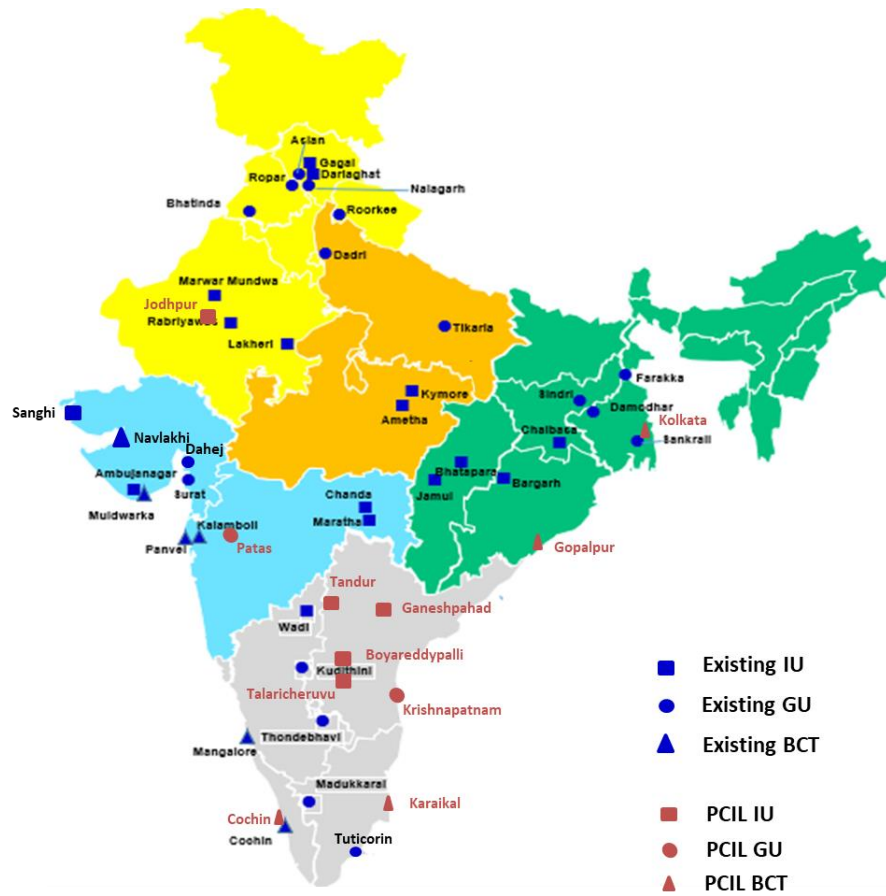 Asian
Gagal
Ropar
Darlaghat
Nalagarh
Bhatinda
Roorkee
Dadri
Marwar Mundwa
Jodhpur
Rabriyawas
Tikaria
Lakheri
Farakka
Kymore
Sindri
Sanghi
Ametha
Damodhar
Kolkata
Navlakhi
Chaibasa
Sankrail
Dahej
Ambujanagar
Bhatapara
Surat
Jamul
Bargarh
Muldwarka
Chanda
Kalamboli
Maratha
Panvel
Patas
Gopalpur
Tandur
Ganeshpahad
Wadi
Boyareddypalli
Kudithini
Existing IU
Talaricheruvu
Krishnapatnam
Existing GU
Thondebhavi
Existing BCT
Mangalore
Madukkarai
Karaikal
Cochin
PCIL IU
Cochin
Tuticorin
PCIL GU
PCIL BCT